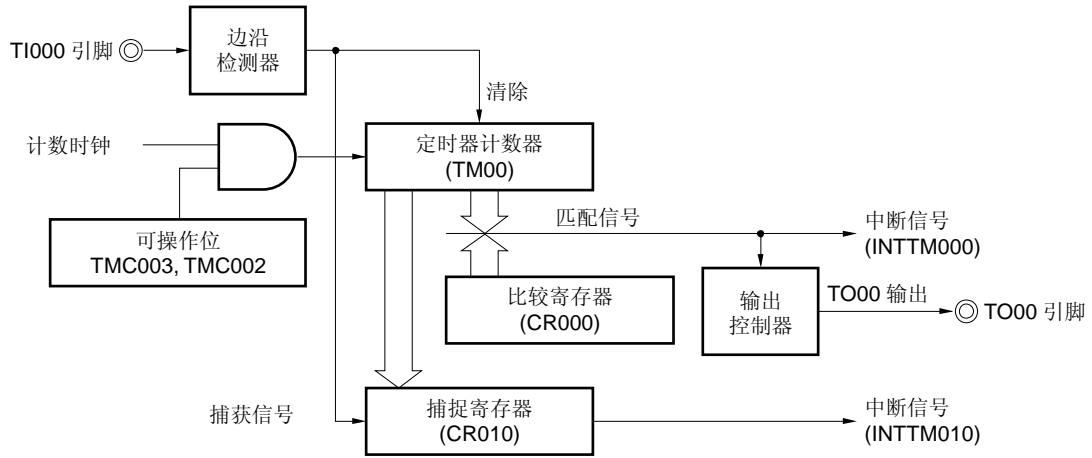 TI000 引脚
边沿
检测器
清除
计数时钟
定时器计数器
(TM00)
匹配信号
中断信号
(INTTM000)
可操作位
TMC003, TMC002
比较寄存器
(CR000)
输出
控制器
TO00 输出
TO00 引脚
捕获信号
捕捉寄存器
(CR010)
中断信号
(INTTM010)